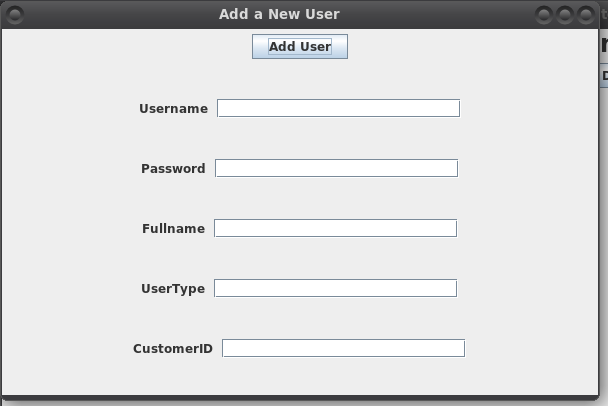 Add a New User
Add User
Username
Password
Fullname
UserType
CustomerID